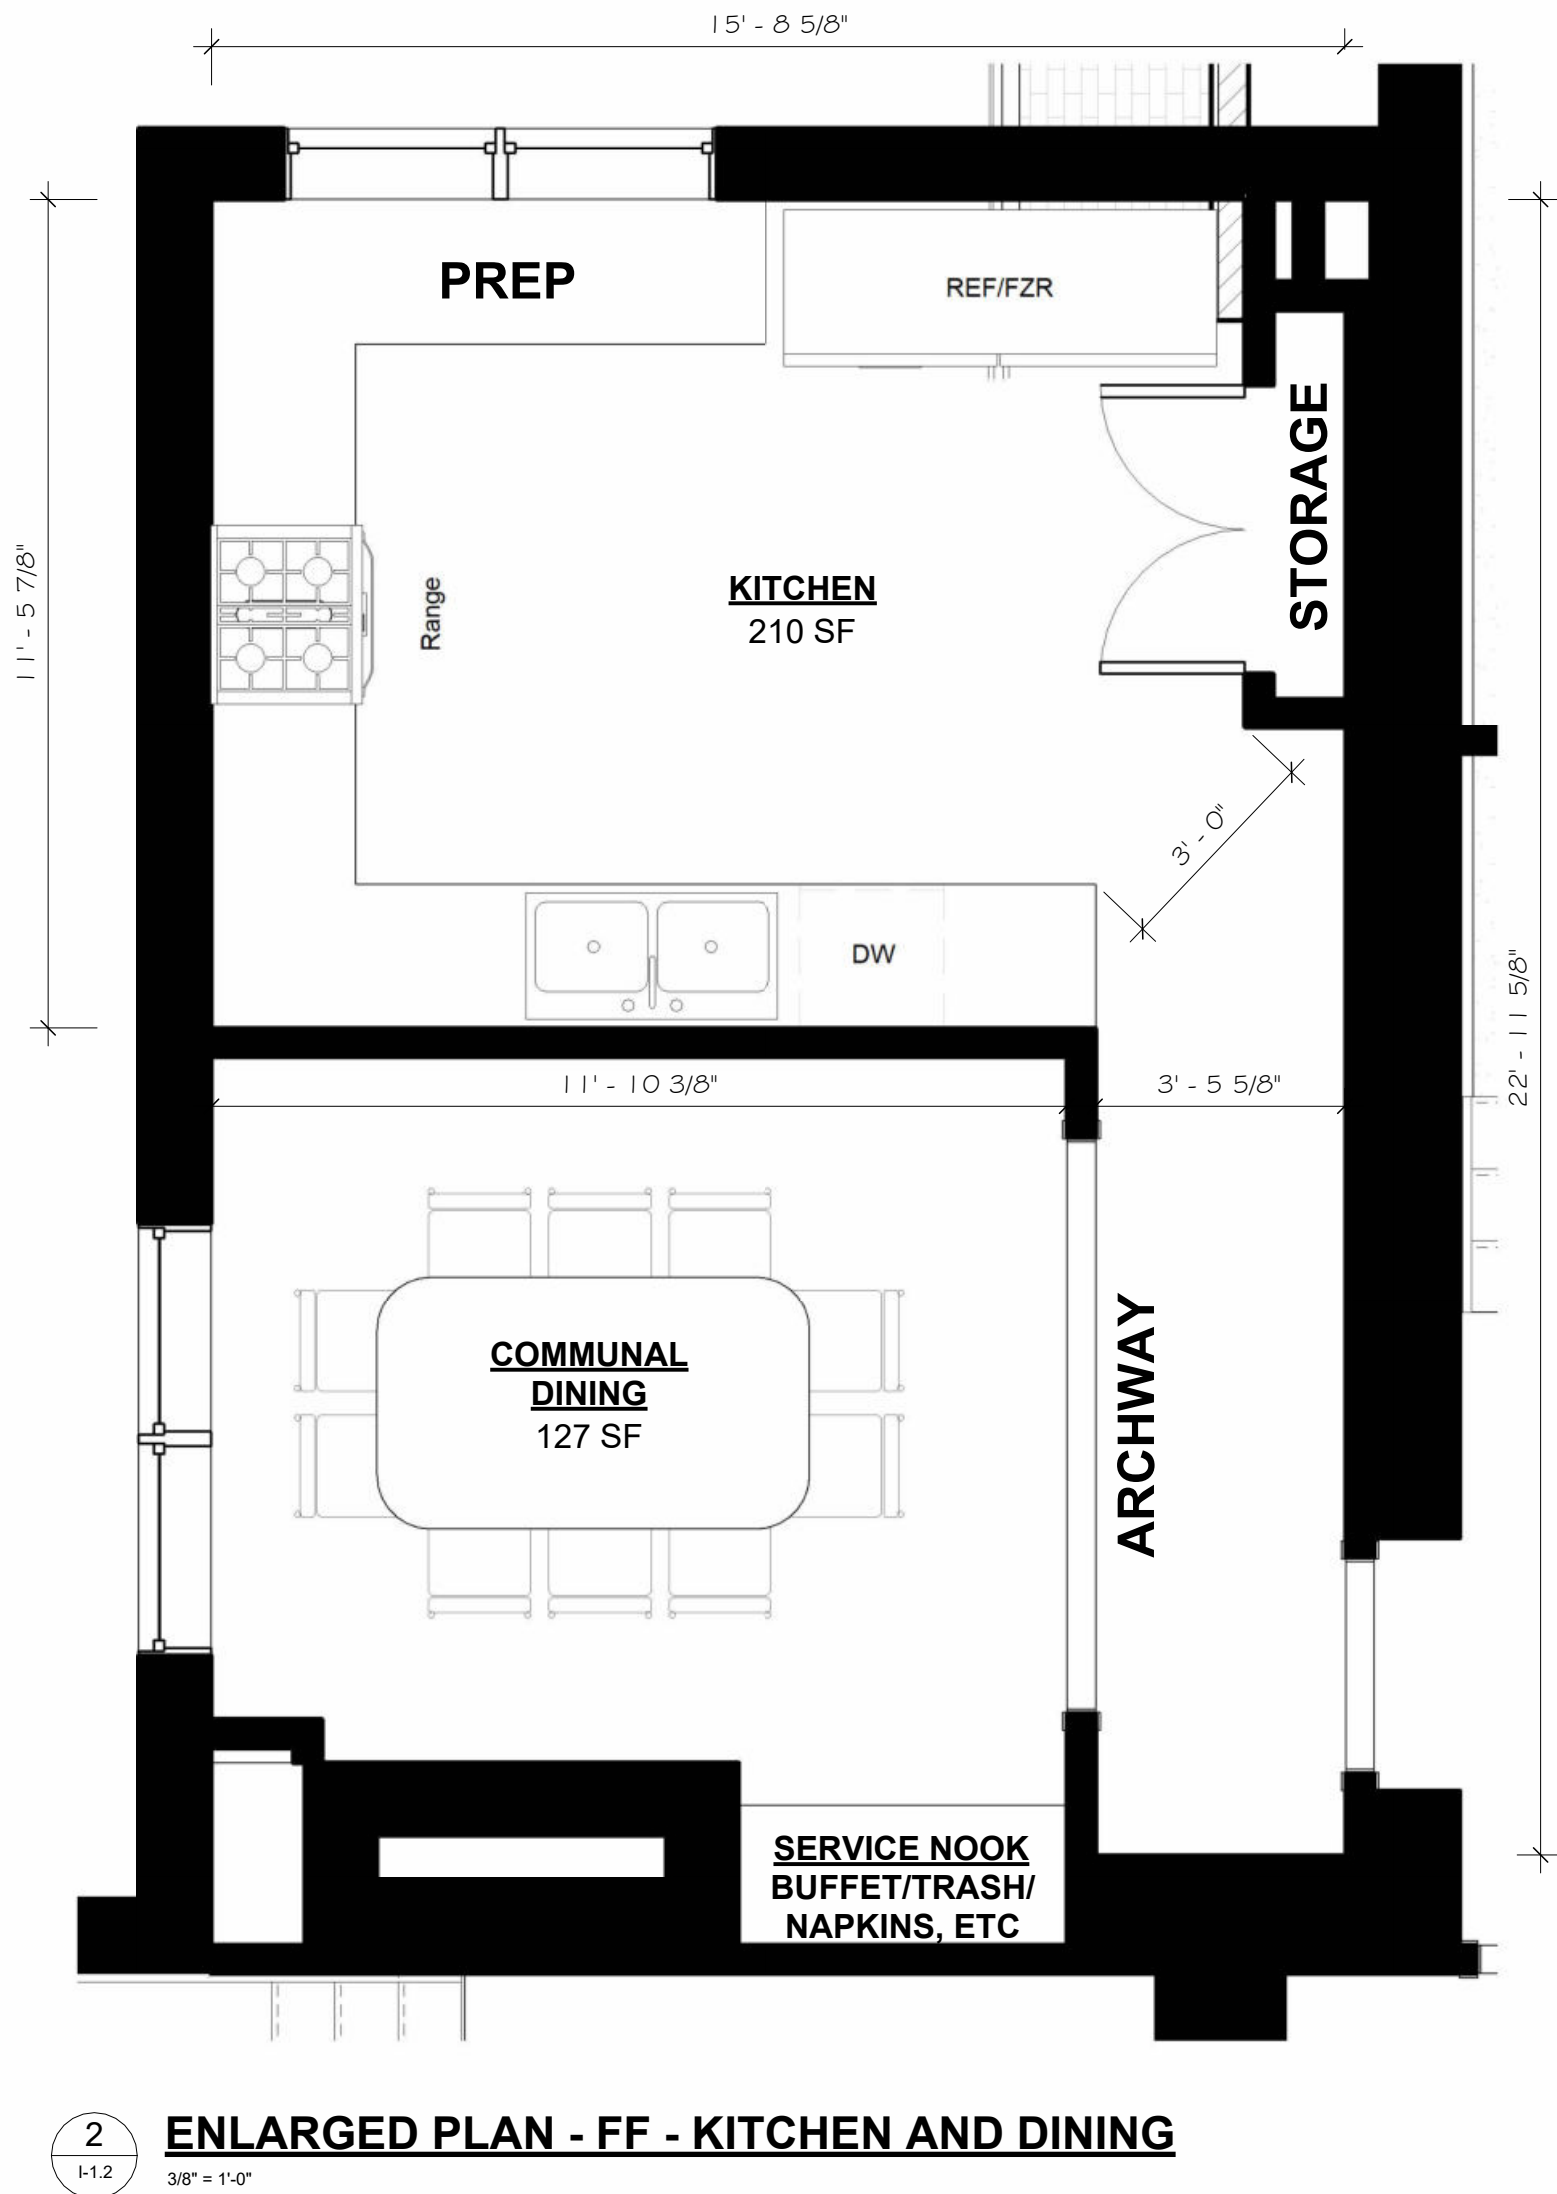 15' - 8 5/8"
PREP
REF/FZR
STORAGE
11' - 5 7/8"
Range
KITCHEN
210 SF
3' - 0"
DW
22' - 11 5/8"
11' - 10 3/8"
3' - 5 5/8"
COMMUNAL
DINING
127 SF
ARCHWAY
SERVICE NOOK
BUFFET/TRASH/
NAPKINS, ETC
2
I-1.2
ENLARGED PLAN - FF - KITCHEN AND DINING
3/8" = 1'-0"